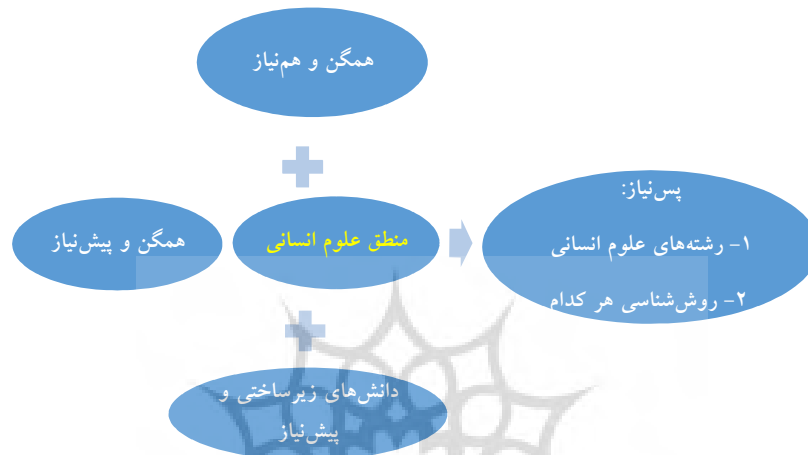 همگن و هم‌نیاز
همگن و پیش‌نیاز
منطق علوم انسانی
پس‌نیاز:
۱- رشته‌های علوم انسانی
۲- روش‌شناسی هر کدام
دانش‌های زیرساختی و
پیش‌نیاز